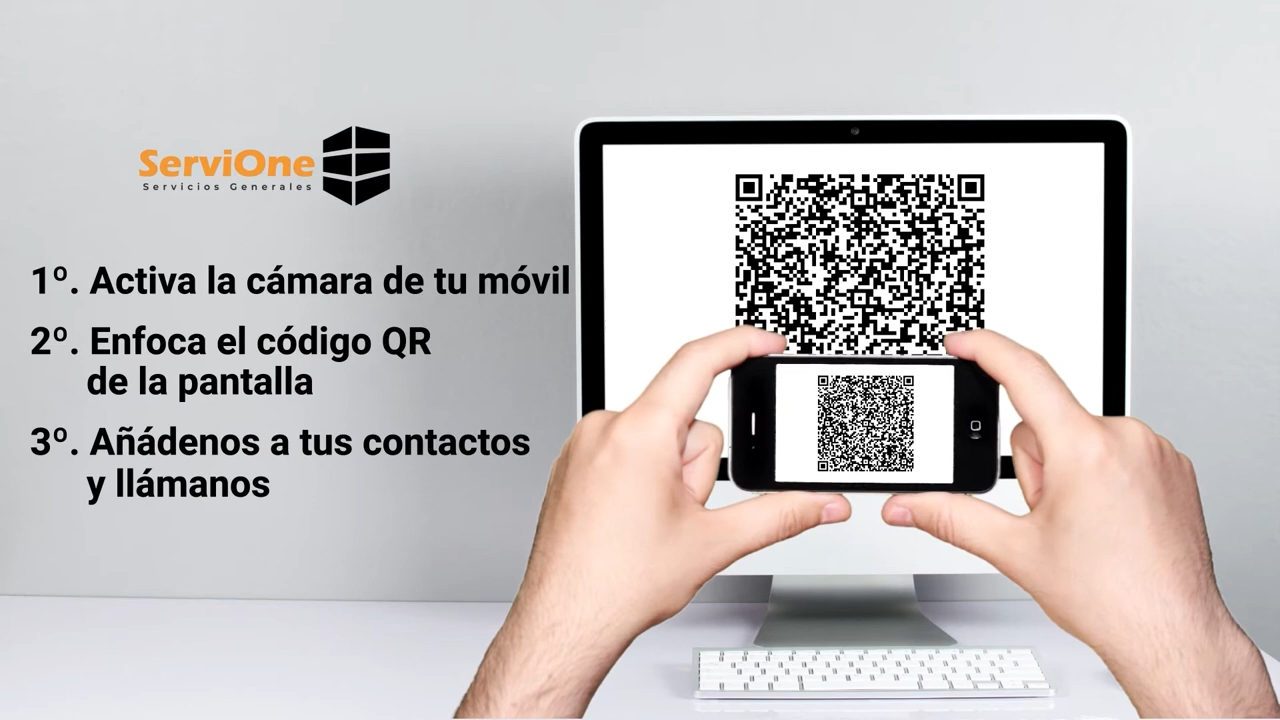 ServiOne
Servicios Generales
1º. Activa la cámara de tu móvil
2º. Enfoca el código QR
de la pantalla
3º. Añádenos a tus contactos
y llámanos